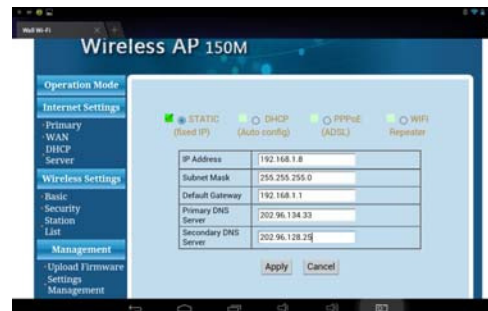 Wall Wi-Fi
Wireless AP 150M
Operation Mode
Internet Settings
Primary
WAN
DHCP
Server
Wireless Settings
Basic
Security
Station
List
Management
Upload Firmware
Settings
Management
STATIC
(fixed IP)
DHCP
(Auto config)
PPPoE
(ADSL)
WIFI
Repeater
IP Address 192.168.1.8
Subnet Mask 255.255.255.0
Default Gateway 192.168.1.1
Primary DNS
Server 202.96.134.33
Secondary DNS
Server 202.96.128.25
Apply Cancel